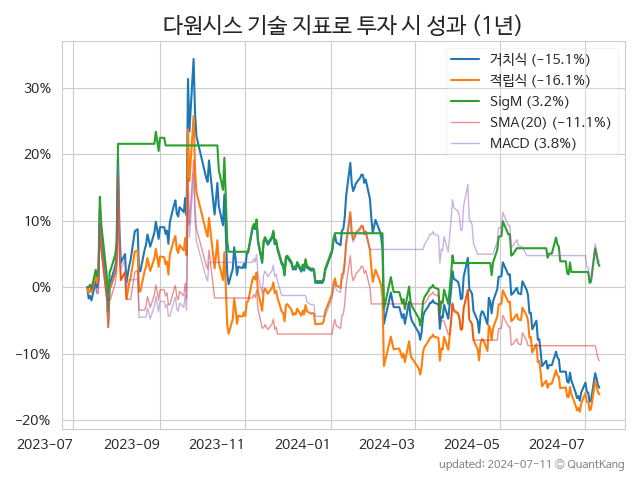 다원시스 기술 지표로 투자 시 성과 (1년)
거치식 (−15.1%)
적립식 (−16.1%)
SigM (3.2%)
SMA(20) (−11.1%)
MACD (3.8%)
30%
20%
10%
0%
−10%
−20%
2023-07
2023-09
2023-11
2024-01
2024-03
2024-05
2024-07
updated: 2024-07-11 © QuantKang